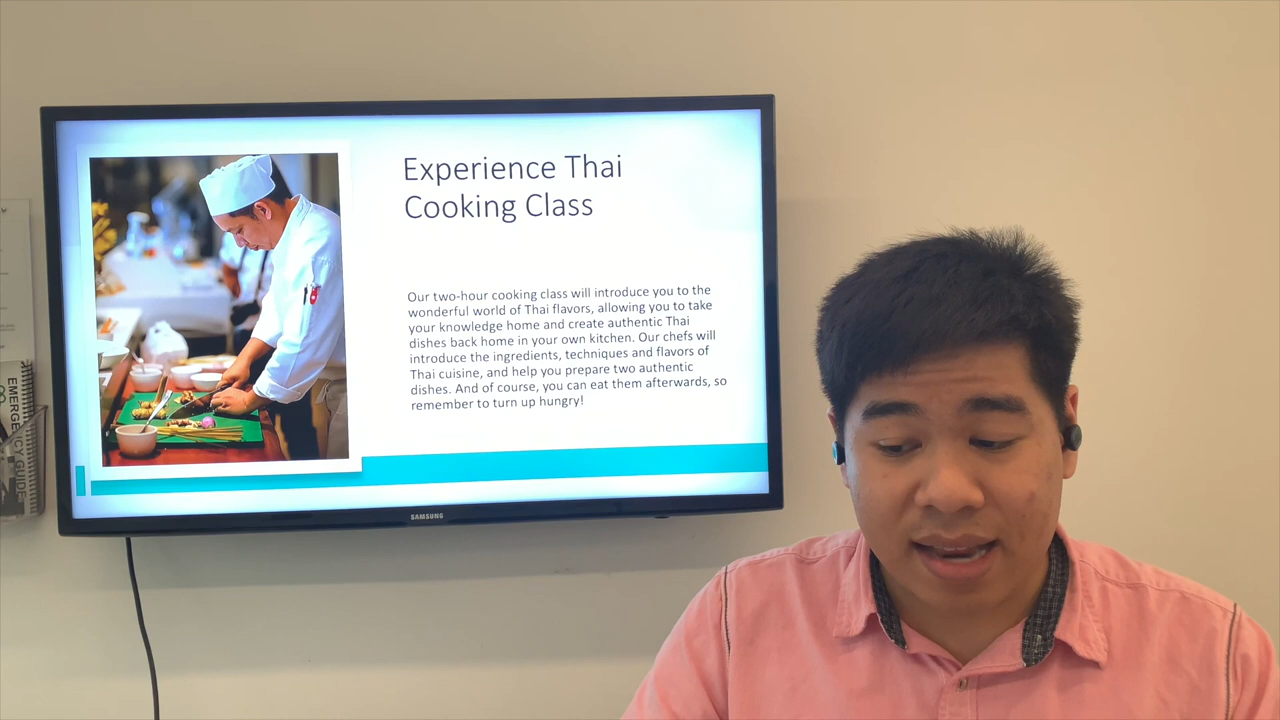 Experience Thai
Cooking Class
Our two-hour cooking class will introduce you to the
wonderful world of Thai flavors, allowing you to take
your knowledge home and create authentic Thai
dishes back home in your own kitchen. Our chefs will
introduce the ingredients, techniques and flavors of
Thai cuisine, and help you prepare two authentic
dishes. And of course, you can eat them afterwards, so
remember to turn up hungry!
SAMSUNG
EMERGENCY GUIDE